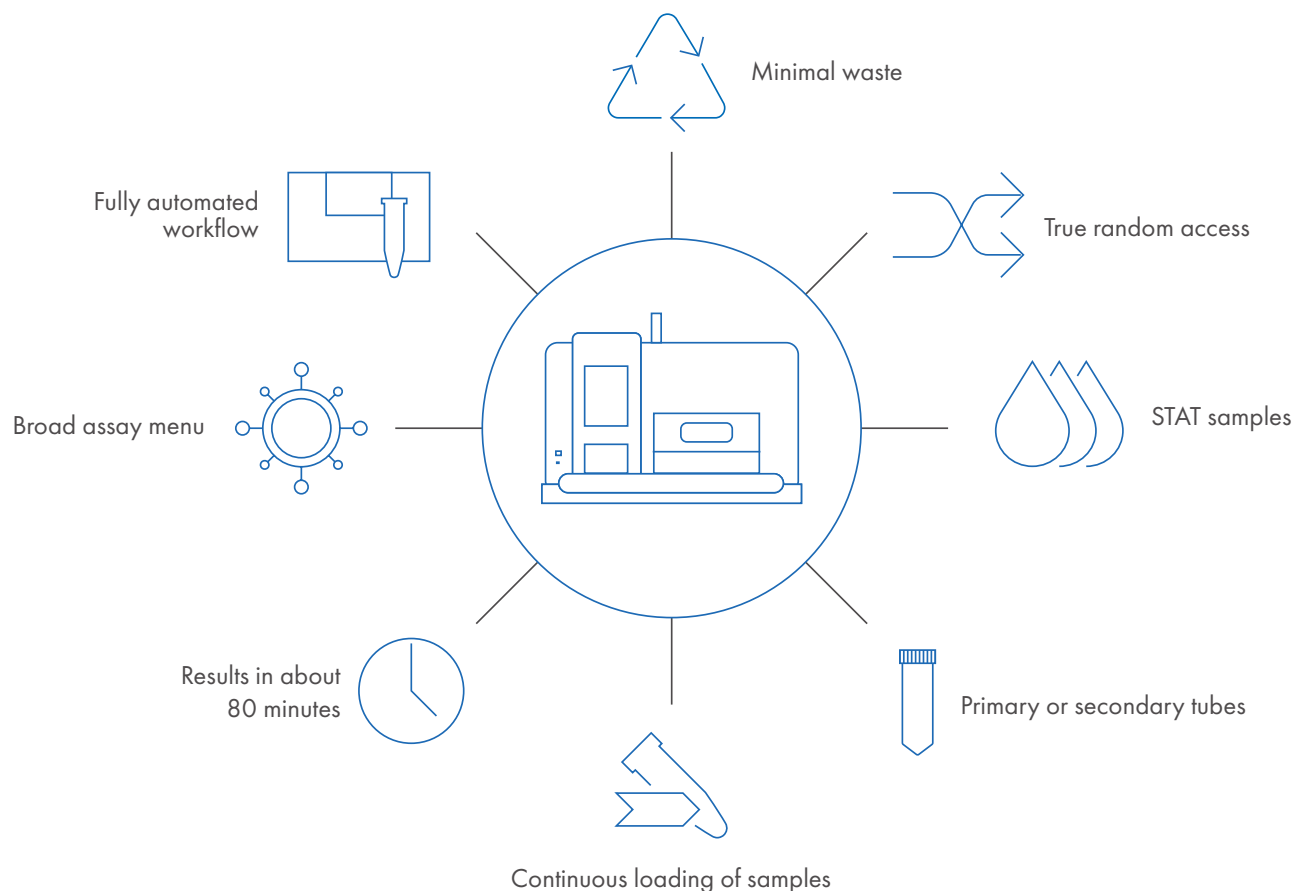 Minimal waste
Fully automated
workflow
True random access
Broad assay menu
STAT samples
Results in about
80 minutes
Primary or secondary tubes
Continuous loading of samples